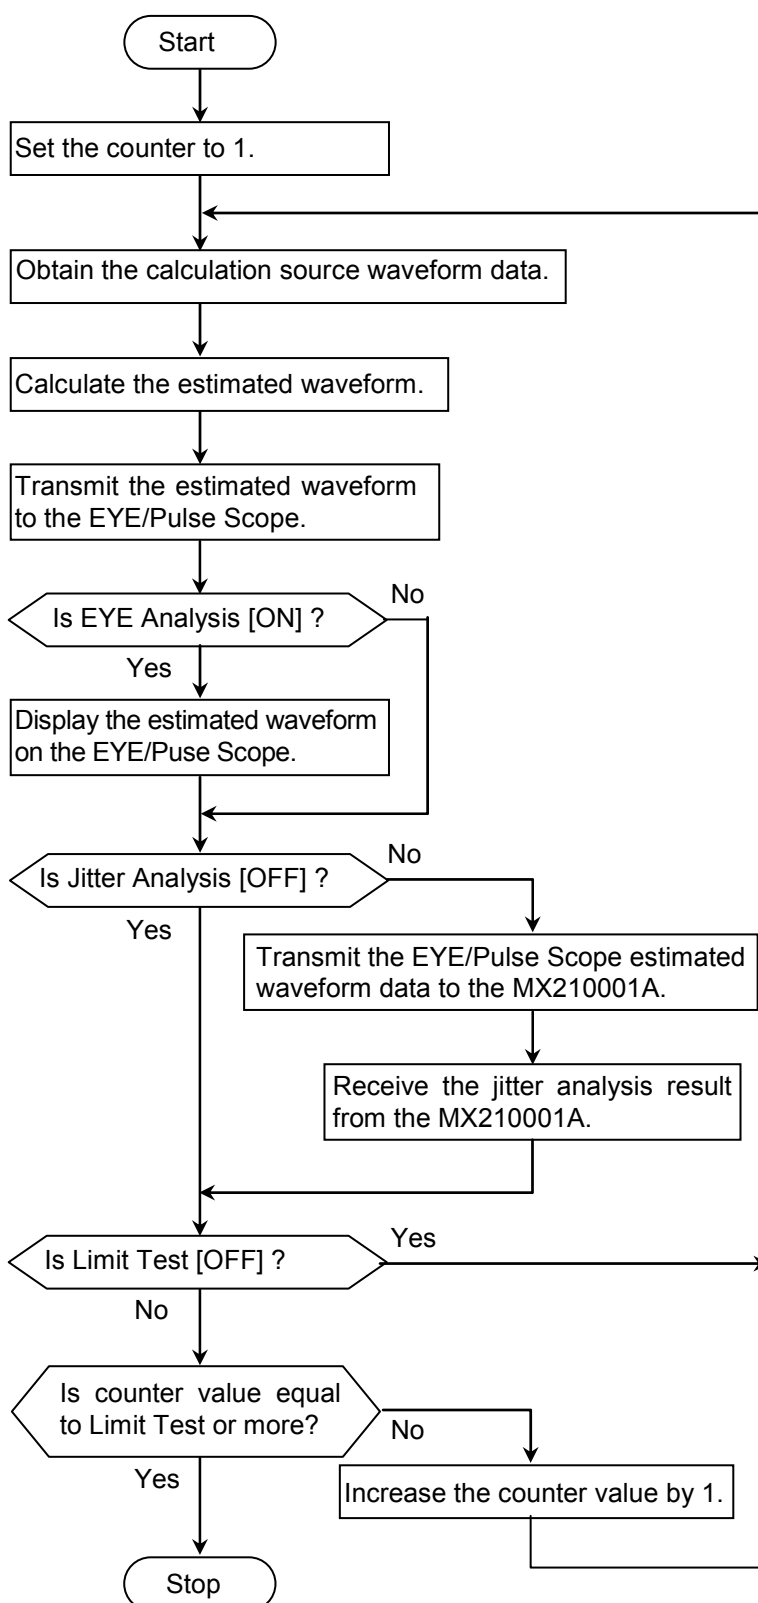 Start
Set the counter to 1.
Obtain the calculation source waveform data.
Calculate the estimated waveform.
Transmit the estimated waveform
to the EYE/Pulse Scope.
Is EYE Analysis [ON] ?
No
Yes
Display the estimated waveform
on the EYE/Puse Scope.
Is Jitter Analysis [OFF] ?
No
Yes
Transmit the EYE/Pulse Scope estimated
waveform data to the MX210001A.
Receive the jitter analysis result
from the MX210001A.
Is Limit Test [OFF] ?
Yes
No
Is counter value equal
to Limit Test or more?
No
Yes
Increase the counter value by 1.
Stop